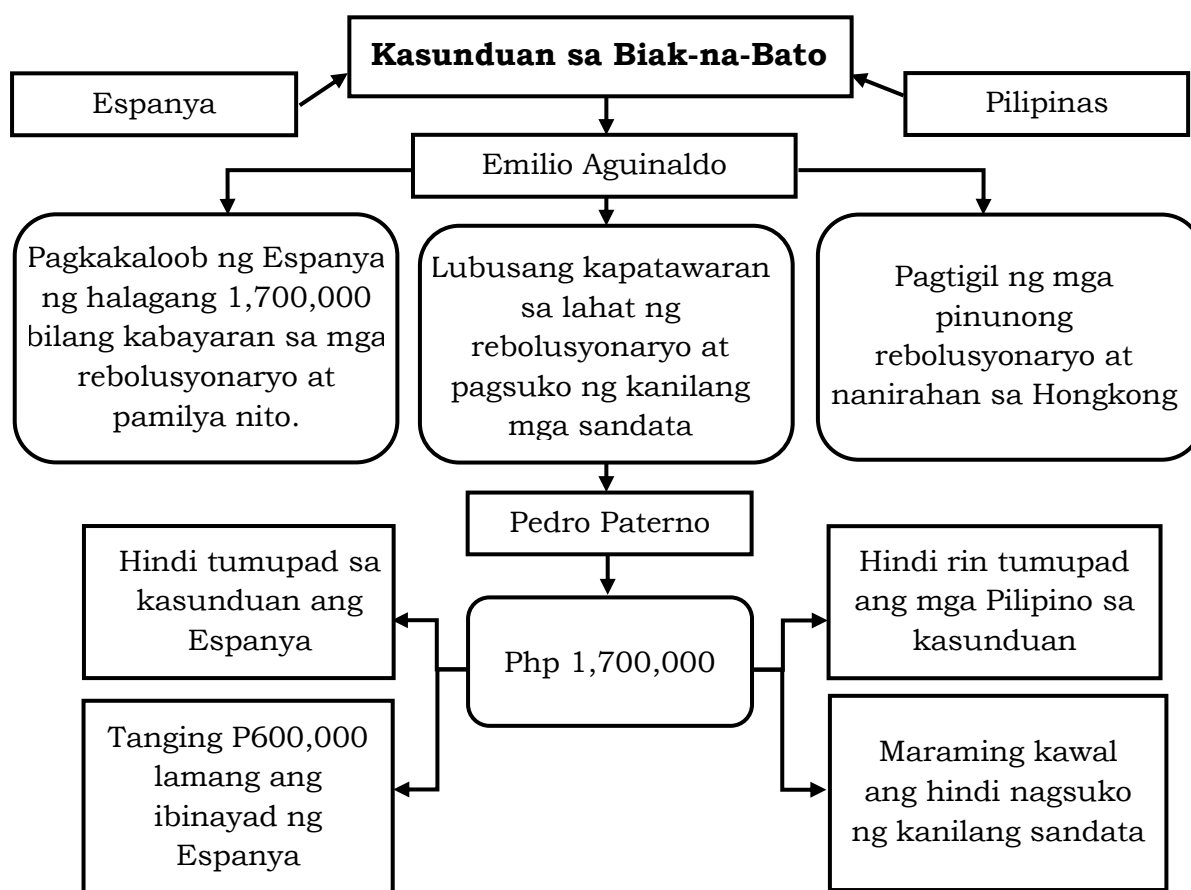 Kasunduan sa Biak-na-Bato
Espanya
Pilipinas
Emilio Aguinaldo
Pagkakaloob ng Espanya
ng halagang 1,700,000
bilang kabayaran sa mga
rebolusyonaryo at
pamilya nito.
Lubusang kapatawaran
sa lahat ng
rebolusyonaryo at
pagsuko ng kanilang
mga sandata
Pagtigil ng mga
pinunong
rebolusyonaryo at
nanirahan sa Hongkong
Pedro Paterno
Hindi tumupad sa
kasunduan ang
Espanya
Php 1,700,000
Hindi rin tumupad
ang mga Pilipino sa
kasunduan
Tanging P600,000
lamang ang
ibinayad ng
Espanya
Maraming kawal
ang hindi nagsuko
ng kanilang sandata